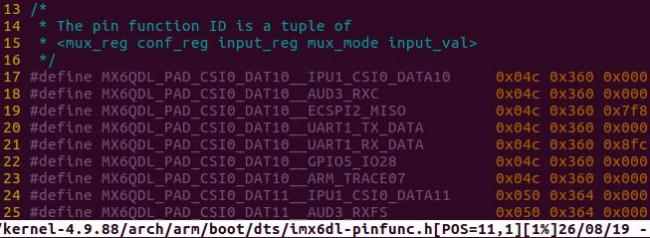 13 /*
14  * The pin function ID is a tuple of
15  * <mux_reg conf_reg input_reg mux_mode input_val>
16  */
17 #define MX6QDL_PAD_CSI0_DAT10__IPU1_CSI0_DATA10 0x04c 0x360 0x000
18 #define MX6QDL_PAD_CSI0_DAT10__AUD3_RXC 0x04c 0x360 0x000
19 #define MX6QDL_PAD_CSI0_DAT10__ECSPI2_MISO 0x04c 0x360 0x7f8
20 #define MX6QDL_PAD_CSI0_DAT10__UART1_TX_DATA 0x04c 0x360 0x000
21 #define MX6QDL_PAD_CSI0_DAT10__UART1_RX_DATA 0x04c 0x360 0x8fc
22 #define MX6QDL_PAD_CSI0_DAT10__GPIO5_IO28 0x04c 0x360 0x000
23 #define MX6QDL_PAD_CSI0_DAT10__ARM_TRACE07 0x04c 0x360 0x000
24 #define MX6QDL_PAD_CSI0_DAT11__IPU1_CSI0_DATA11 0x050 0x364 0x000
25 #define MX6QDL_PAD_CSI0_DAT11__AUD3_RXFS 0x050 0x364 0x000
/kernel-4.9.88/arch/arm/boot/dts/imx6dl-pinfunc.h[POS=11,1][1%]26/08/19 -